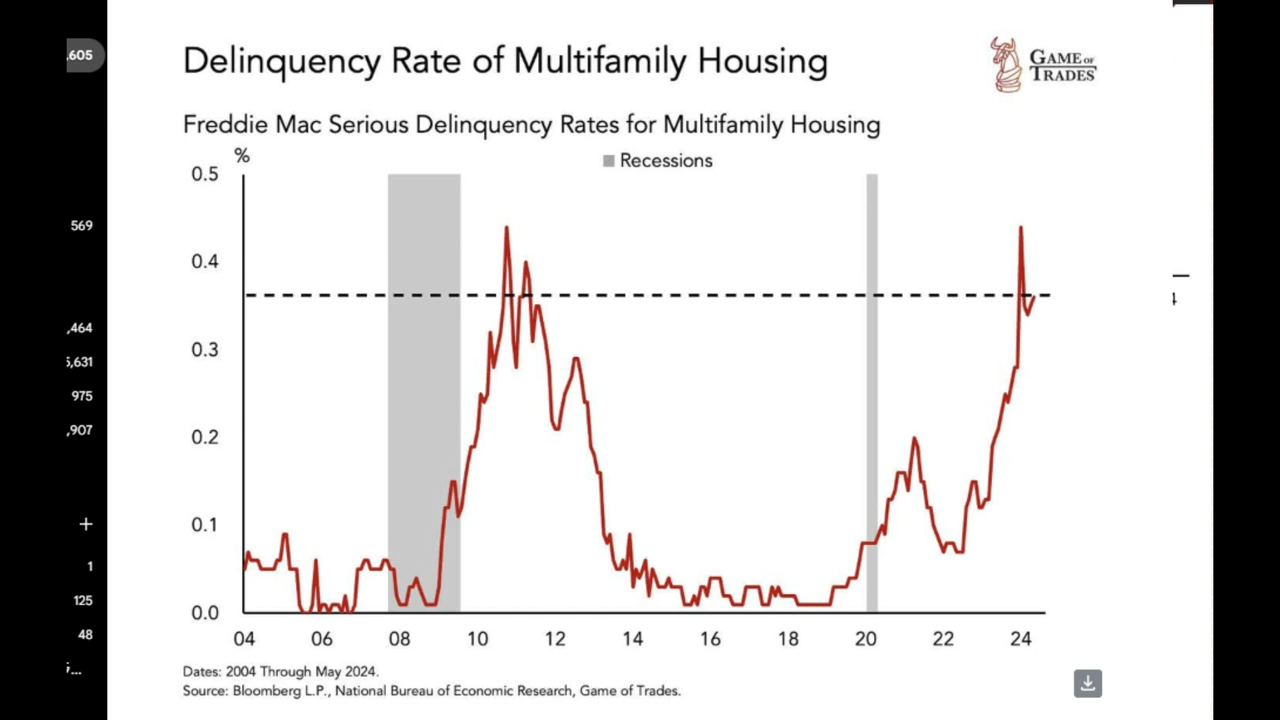 ,605
569
,464
5,631
975
,907
+
1
125
48
Delinquency Rate of Multifamily Housing
GAME OF
TRADES
Freddie Mac Serious Delinquency Rates for Multifamily Housing
%
Recessions
0.5
0.4
0.3
0.2
0.1
0.0
04 06 08 10 12 14 16 18 20 22 24
Dates: 2004 Through May 2024.
Source: Bloomberg L.P., National Bureau of Economic Research, Game of Trades.